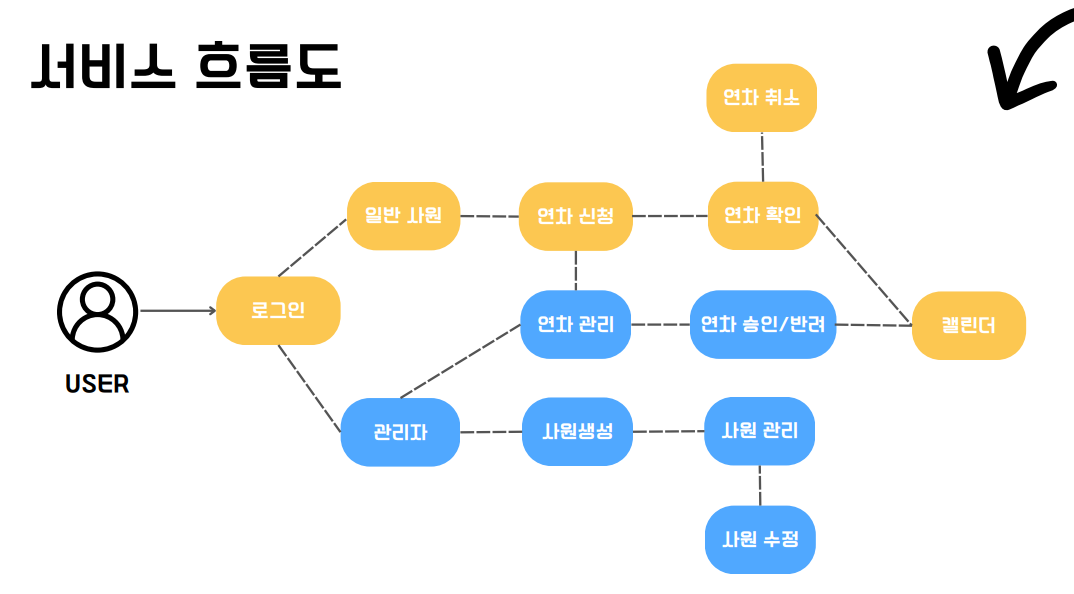 서비스 흐름도
연차 취소
일반 사원
연차 신청
연차 확인
로그인
연차 관리
연차 승인/반려
캘린더
USER
관리자
사원생성
사원 관리
사원 수정